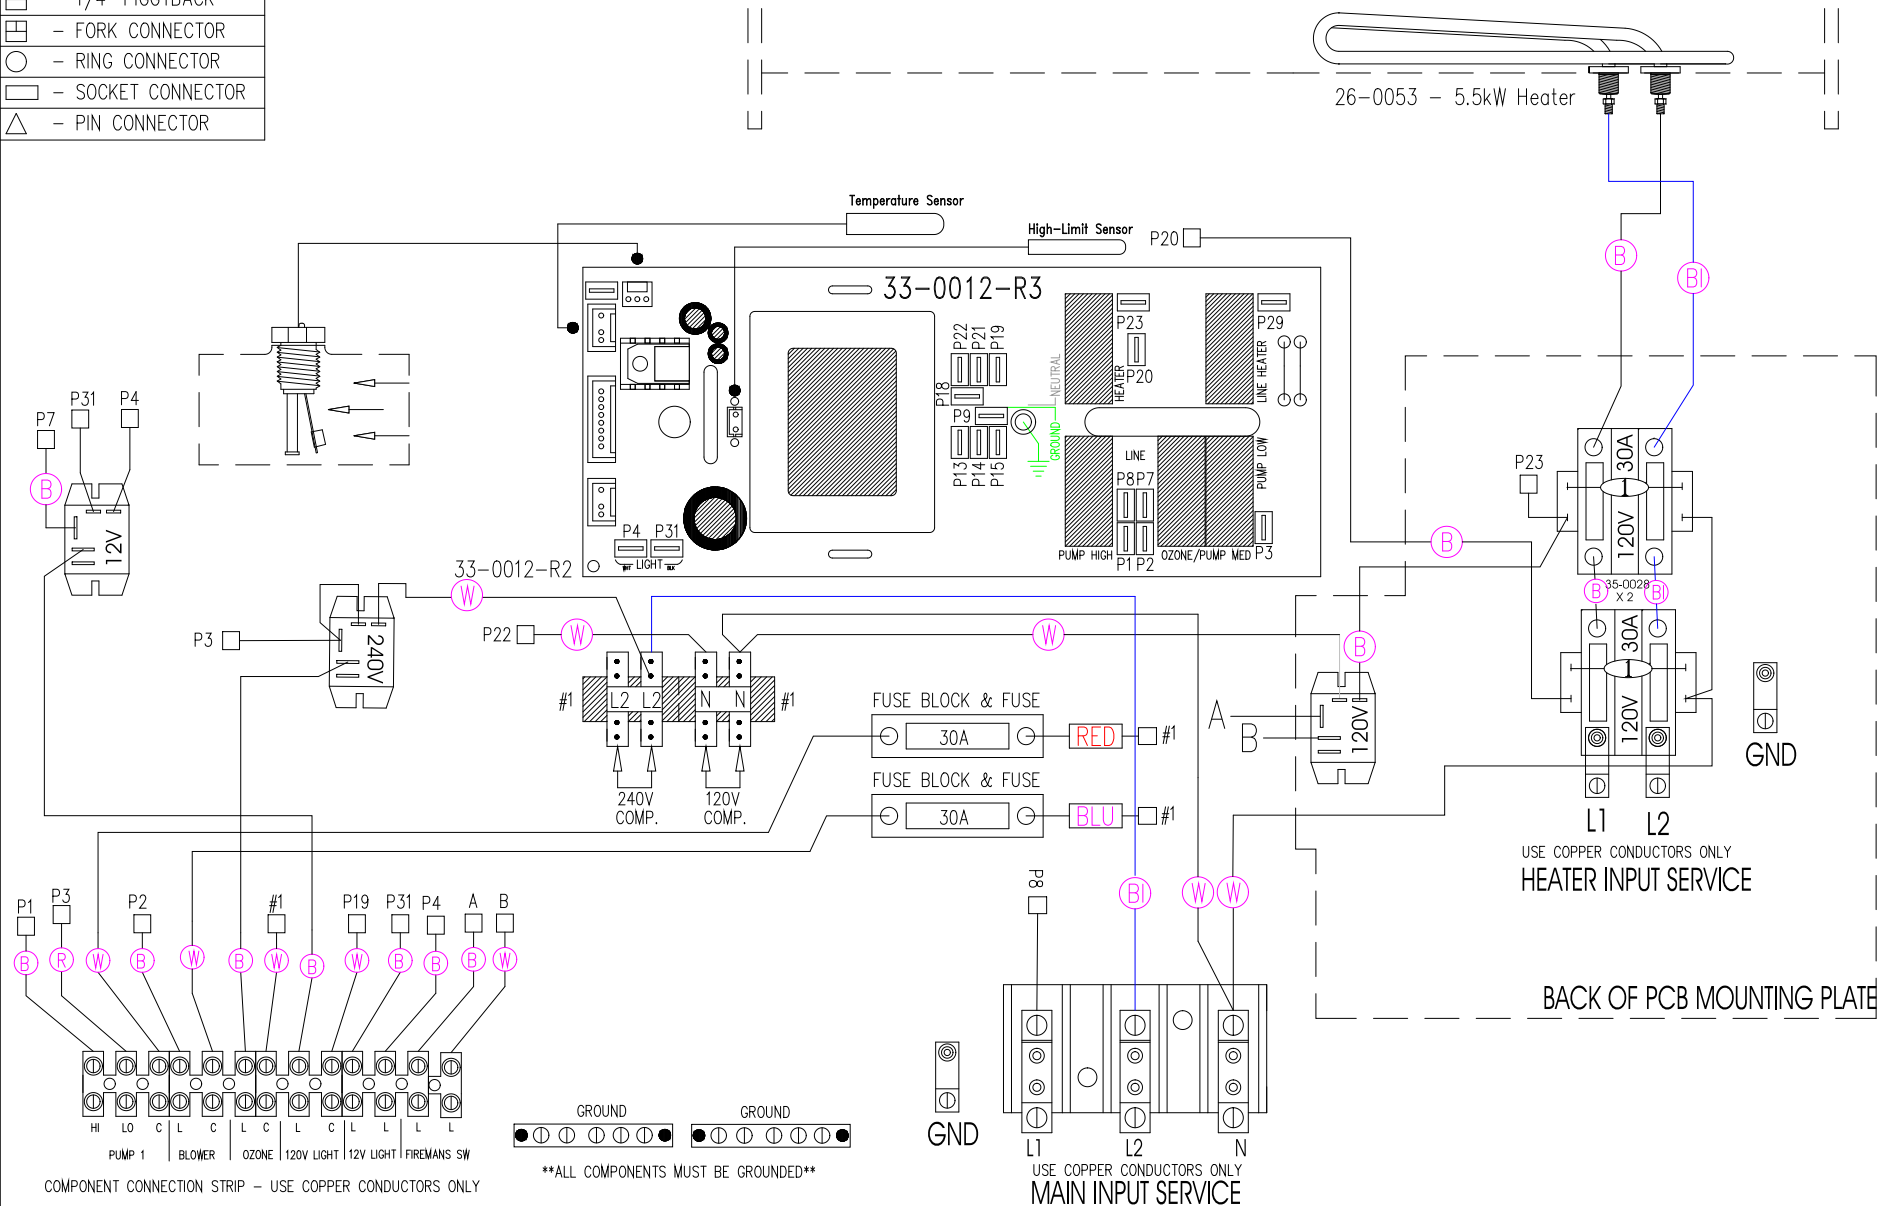 1/4" PIGGYBACK
– FORK CONNECTOR
– RING CONNECTOR
– SOCKET CONNECTOR
– PIN CONNECTOR
26-0053 – 5.5kW Heater
Temperature Sensor
High-Limit Sensor
P20
B
Bl
33-0012-R3
P23
P29
P22
P21
P19
P20
P18
NEUTRAL
HEATER
LINE HEATER
P9
GROUND
P13
P14
P15
LINE
P8 P7
PUMP LOW
PUMP HIGH
P1 P2
OZONE/PUMP MED
P3
P4
P31
WHT LIGHT BLK
33-0012-R2
P7
P31
P4
B
12V
P3
240V
W
P22
W
W
#1
L2
L2
N
N
#1
240V
COMP.
120V
COMP.
FUSE BLOCK & FUSE
30A
RED
#1
FUSE BLOCK & FUSE
30A
BLU
#1
A
B
120V
B
B
P23
30A
1
120V
B
35-0028
X 2
Bl
30A
1
120V
L1
L2
GND
USE COPPER CONDUCTORS ONLY
HEATER INPUT SERVICE
BACK OF PCB MOUNTING PLATE
P1
P3
P2
#1
P19
P31
P4
A
B
B
R
W
B
W
B
W
B
W
B
B
B
W
HI
LO
C
L
C
L
C
L
C
L
L
L
L
PUMP 1
BLOWER
OZONE
120V LIGHT
12V LIGHT
FIREMANS SW
COMPONENT CONNECTION STRIP – USE COPPER CONDUCTORS ONLY
GROUND
GROUND
**ALL COMPONENTS MUST BE GROUNDED**
GND
P8
Bl
W
W
L1
L2
N
USE COPPER CONDUCTORS ONLY
MAIN INPUT SERVICE